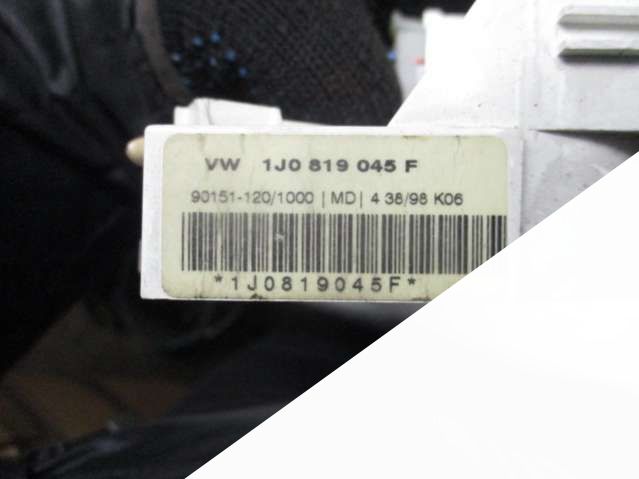 VW 1J0 819 045 F
90151-120/1000 | MD | 4 38/98 K06
*1J0819045F*